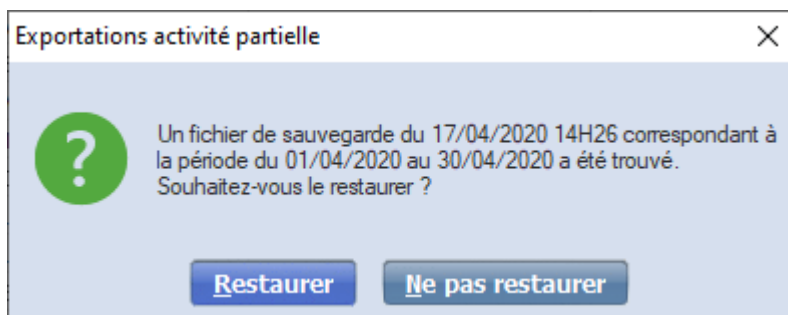 Exportations activité partielle
Un fichier de sauvegarde du 17/04/2020 14H26 correspondant à
la période du 01/04/2020 au 30/04/2020 a été trouvé.
Souhaitez-vous le restaurer ?
Restaurer
Ne pas restaurer